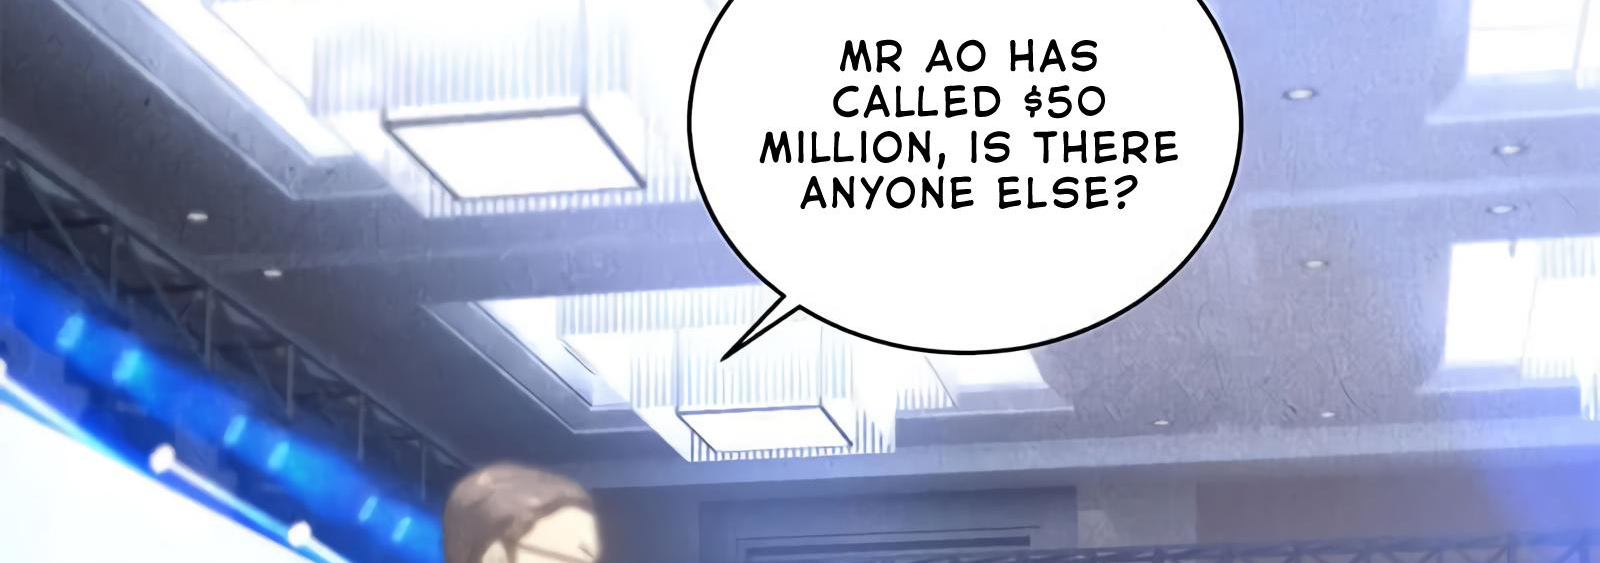 MR AO HAS
CALLED $50
MILLION, IS THERE
ANYONE ELSE?